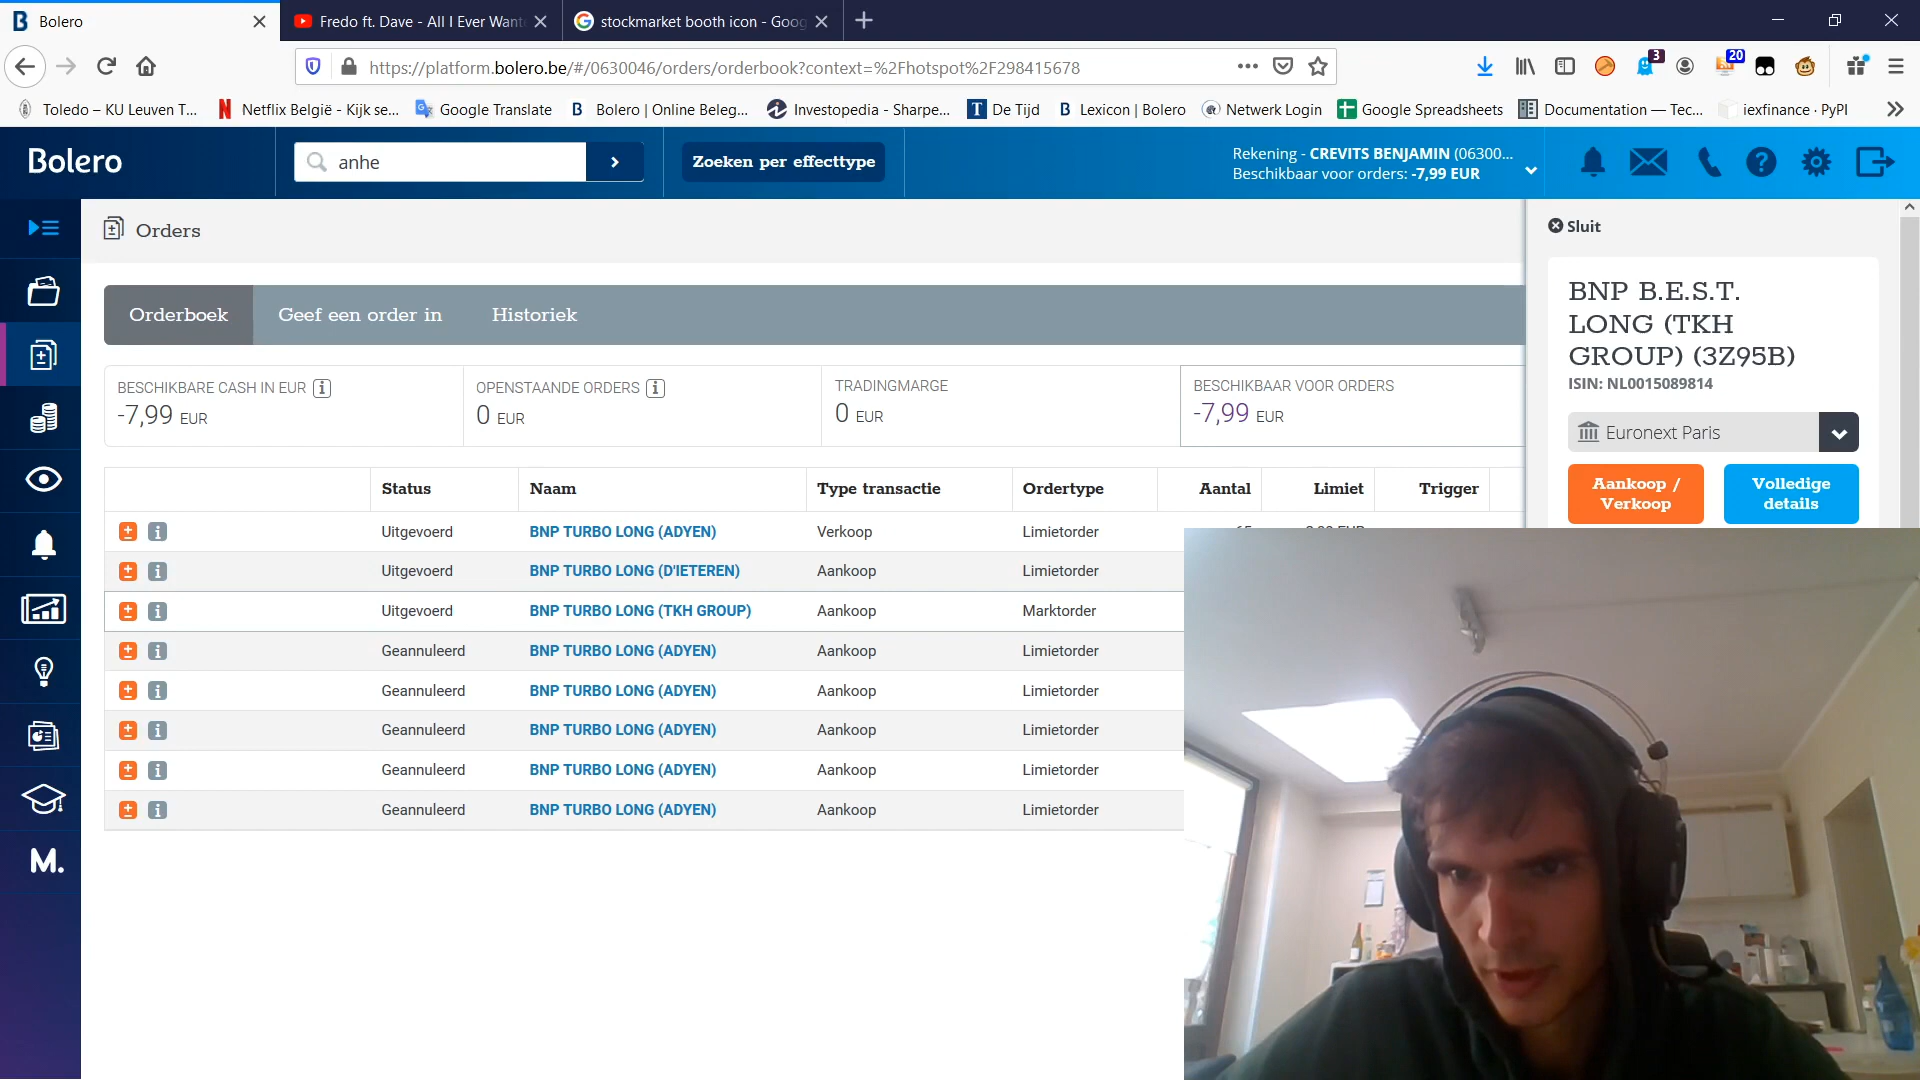 Bolero
Fredo ft. Dave - All I Ever Want
stockmarket booth icon - Goog
https://platform.bolero.be/#/0630046/orders/orderbook?context=%2Fhotspot%2F298415678
3
20
Toledo – KU Leuven T...
Netflix België - Kijk se...
Google Translate
Bolero | Online Beleg...
Investopedia - Sharpe...
De Tijd
Lexicon | Bolero
Netwerk Login
Google Spreadsheets
Documentation — Tec...
iexfinance · PyPI
Bolero
anhe
Zoeken per effecttype
Rekening - CREVITS BENJAMIN (06300...
Beschikbaar voor orders: -7,99 EUR
Orders
Orderboek
Geef een order in
Historiek
BESCHIKBARE CASH IN EUR
-7,99 EUR
OPENSTAANDE ORDERS
0 EUR
TRADINGMARGE
0 EUR
BESCHIKBAAR VOOR ORDERS
-7,99 EUR
Status Naam Type transactie Ordertype Aantal Limiet Trigger
Uitgevoerd BNP TURBO LONG (ADYEN) Verkoop Limietorder
Uitgevoerd BNP TURBO LONG (D'IETEREN) Aankoop Limietorder
Uitgevoerd BNP TURBO LONG (TKH GROUP) Aankoop Marktorder
Geannuleerd BNP TURBO LONG (ADYEN) Aankoop Limietorder
Geannuleerd BNP TURBO LONG (ADYEN) Aankoop Limietorder
Geannuleerd BNP TURBO LONG (ADYEN) Aankoop Limietorder
Geannuleerd BNP TURBO LONG (ADYEN) Aankoop Limietorder
Geannuleerd BNP TURBO LONG (ADYEN) Aankoop Limietorder
M.
Sluit
BNP B.E.S.T.
LONG (TKH
GROUP) (3Z95B)
ISIN: NL0015089814
Euronext Paris
Aankoop /
Verkoop
Volledige
details